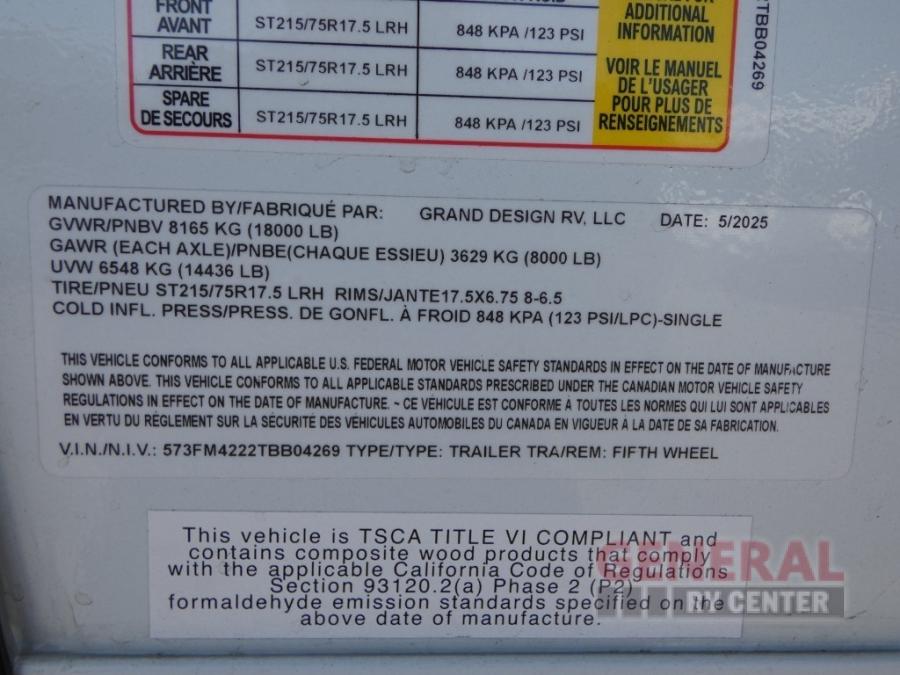 FRONT
AVANT ST215/75R17.5 LRH 848 KPA /123 PSI
REAR
ARRIÈRE ST215/75R17.5 LRH 848 KPA /123 PSI
SPARE
DE SECOURS ST215/75R17.5 LRH 848 KPA /123 PSI
ADDITIONAL
INFORMATION
VOIR LE MANUEL
DE L'USAGER
POUR PLUS DE
RENSEIGNEMENTS
TBB04269
MANUFACTURED BY/FABRIQUÉ PAR: GRAND DESIGN RV, LLC DATE: 5/2025
GVWR/PNBV 8165 KG (18000 LB)
GAWR (EACH AXLE)/PNBE(CHAQUE ESSIEU) 3629 KG (8000 LB)
UVW 6548 KG (14436 LB)
TIRE/PNEU ST215/75R17.5 LRH RIMS/JANTE17.5X6.75 8-6.5
COLD INFL. PRESS/PRESS. DE GONFL. À FROID 848 KPA (123 PSI/LPC)-SINGLE
THIS VEHICLE CONFORMS TO ALL APPLICABLE U.S. FEDERAL MOTOR VEHICLE SAFETY STANDARDS IN EFFECT ON THE DATE OF MANUFACTURE
SHOWN ABOVE. THIS VEHICLE CONFORMS TO ALL APPLICABLE STANDARDS PRESCRIBED UNDER THE CANADIAN MOTOR VEHICLE SAFETY
REGULATIONS IN EFFECT ON THE DATE OF MANUFACTURE. ~ CE VÉHICULE EST CONFORME À TOUTES LES NORMES QUI LUI SONT APPLICABLES
EN VERTU DU RÈGLEMENT SUR LA SÉCURITÉ DES VÉHICULES AUTOMOBILES DU CANADA EN VIGUEUR À LA DATE DE SA FABRICATION.
V.I.N./N.I.V.: 573FM4222TBB04269 TYPE/TYPE: TRAILER TRA/REM: FIFTH WHEEL
This vehicle is TSCA TITLE VI COMPLIANT and
contains composite wood products that comply
with the applicable California Code of Regulations
Section 93120.2(a) Phase 2 (P2)
formaldehyde emission standards specified on the
above date of manufacture.
GENERAL
RV CENTER